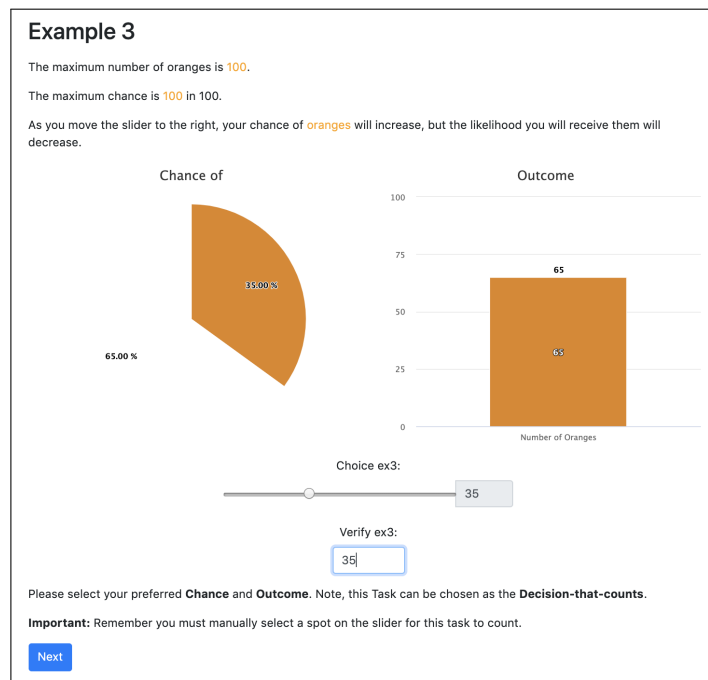 Example 3
The maximum number of oranges is 100.
The maximum chance is 100 in 100.
As you move the slider to the right, your chance of oranges will increase, but the likelihood you will receive them will
decrease.
Chance of
35.00 %
65.00 %
Outcome
100
75
50
25
0
65
65
Number of Oranges
Choice ex3:
35
Verify ex3:
35
Please select your preferred Chance and Outcome. Note, this Task can be chosen as the Decision-that-counts.
Important: Remember you must manually select a spot on the slider for this task to count.
Next